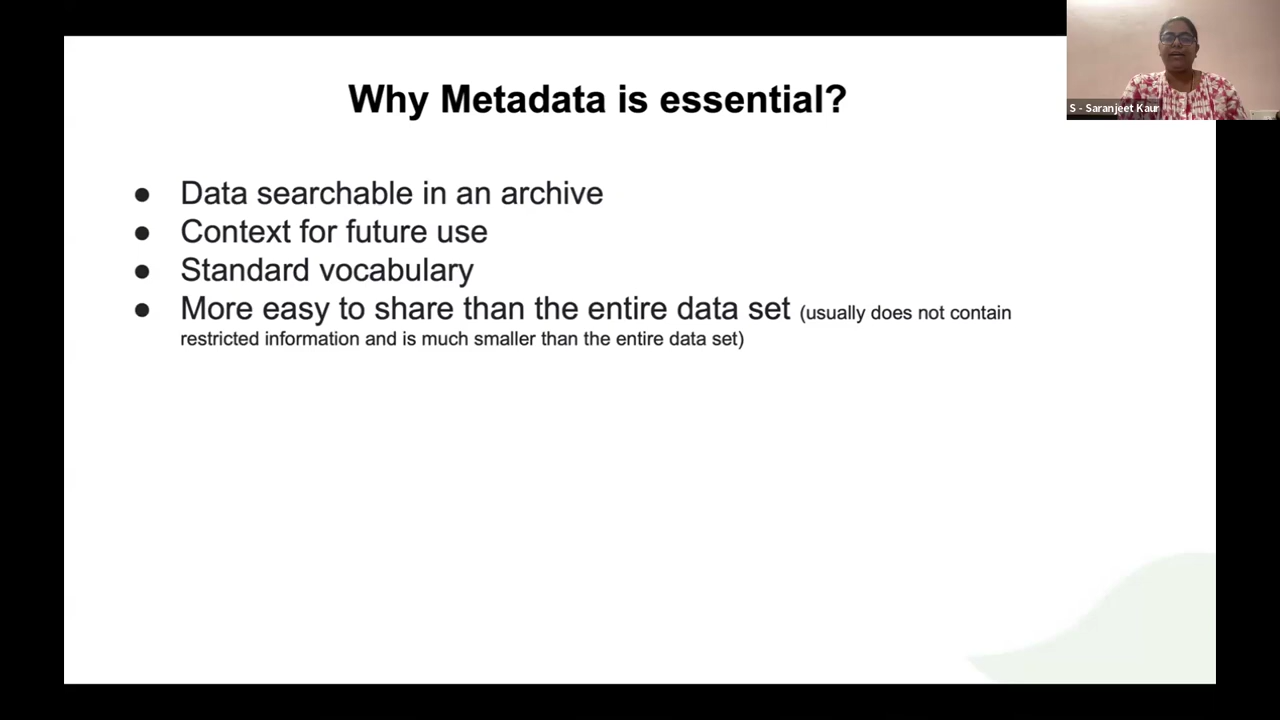 Why Metadata is essential?
S - Saranjeet Kaur
● Data searchable in an archive
● Context for future use
● Standard vocabulary
● More easy to share than the entire data set (usually does not contain
restricted information and is much smaller than the entire data set)